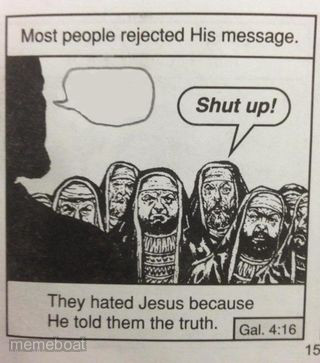 Most people rejected His message.
Shut up!
They hated Jesus because
He told them the truth.
Gal. 4:16
memeboat
15